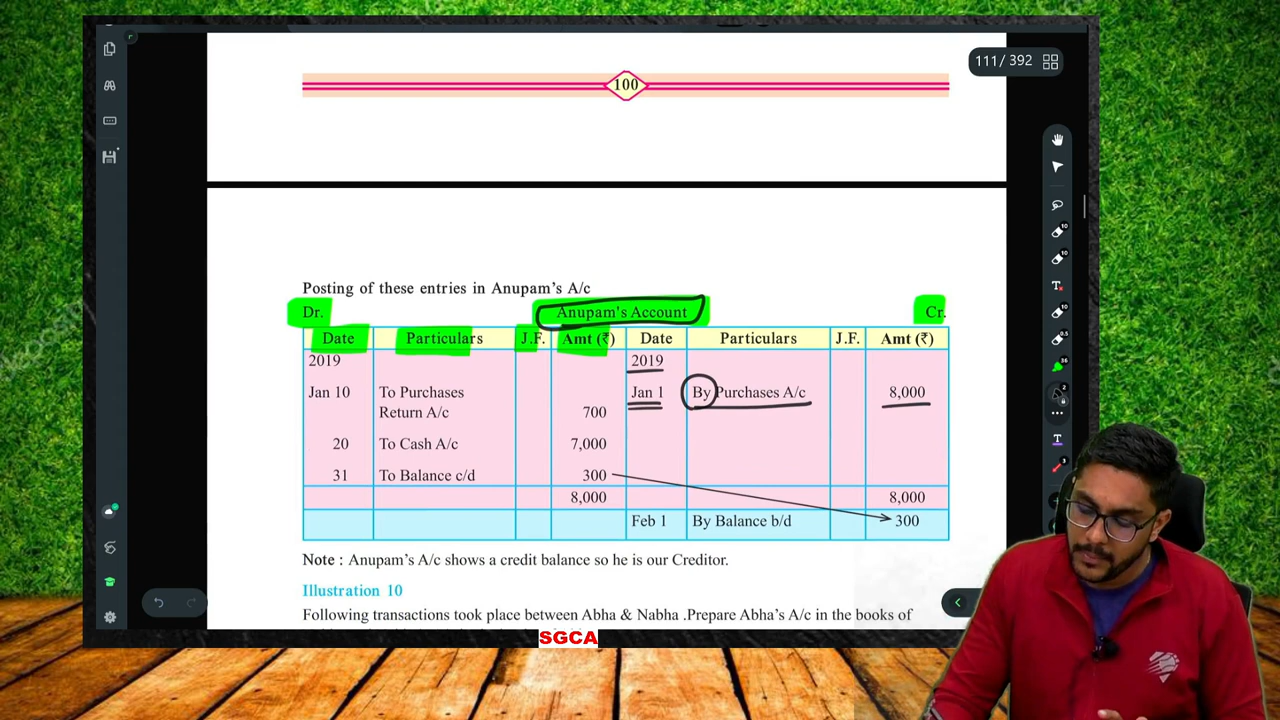 111/ 392
100
Posting of these entries in Anupam's A/c
Dr. Anupam's Account Cr.
Date Particulars J.F. Amt (₹) Date Particulars J.F. Amt (₹)
2019 2019
Jan 10 To Purchases Jan 1 By Purchases A/c 8,000
Return A/c 700
20 To Cash A/c 7,000
31 To Balance c/d 300
8,000 8,000
Feb 1 By Balance b/d 300
Note : Anupam's A/c shows a credit balance so he is our Creditor.
Illustration 10
Following transactions took place between Abha & Nabha .Prepare Abha's A/c in the books of
SGCA